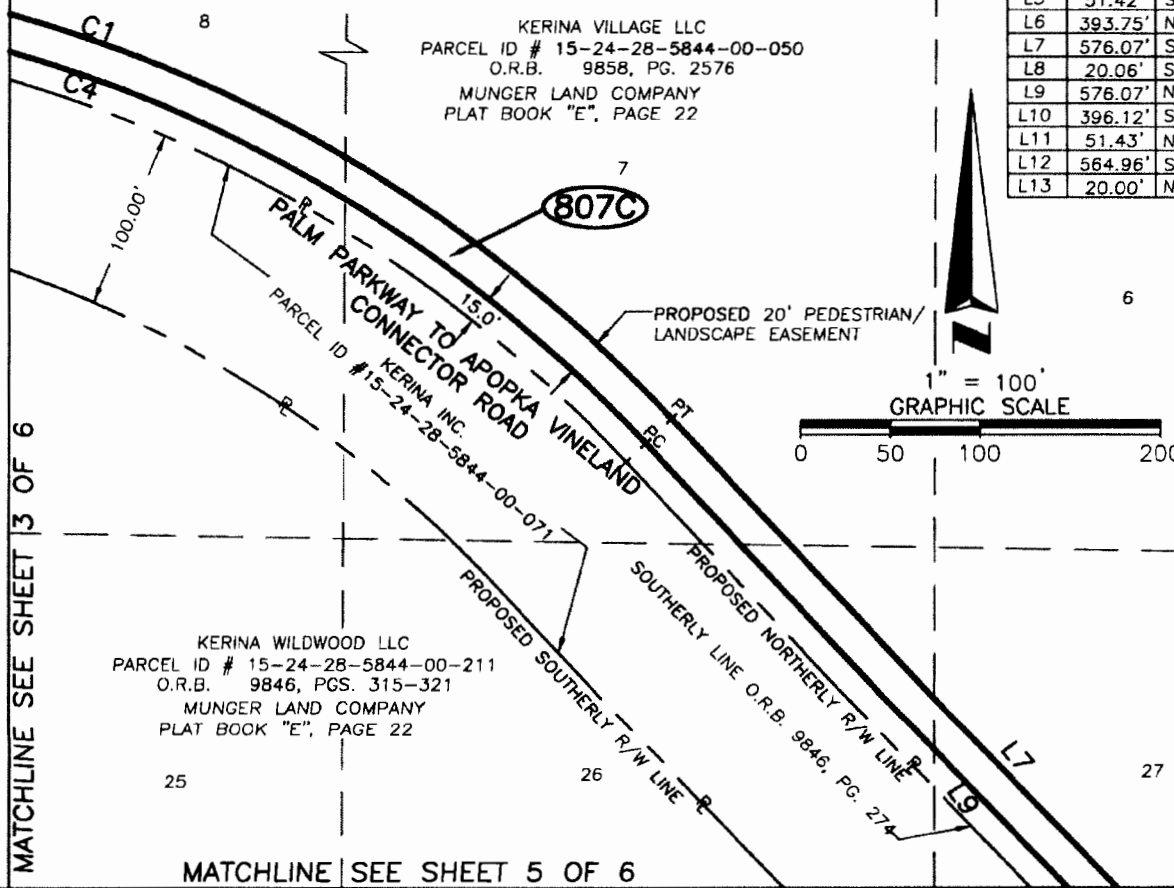 8
C1
C4
KERINA VILLAGE LLC
PARCEL ID # 15-24-28-5844-00-050
O.R.B. 9858, PG. 2576
MUNGER LAND COMPANY
PLAT BOOK "E", PAGE 22
51.42' S
L6 393.75' N
L7 576.07' S
L8 20.06' S
L9 576.07' N
L10 396.12' S
L11 51.43' N
L12 564.96' S
L13 20.00' N
7
807C
100.00'
PALM PARKWAY TO APOPKA VINELAND
CONNECTOR ROAD
15.0'
KERINA INC.
PARCEL ID #15-24-28-5844-00-071
PROPOSED 20' PEDESTRIAN/
LANDSCAPE EASEMENT
6
N
1" = 100'
GRAPHIC SCALE
0 50 100 200
PT
PC
MATCHLINE SEE SHEET 3 OF 6
KERINA WILDWOOD LLC
PARCEL ID # 15-24-28-5844-00-211
O.R.B. 9846, PGS. 315-321
MUNGER LAND COMPANY
PLAT BOOK "E", PAGE 22
PROPOSED SOUTHERLY R/W LINE
SOUTHERLY LINE O.R.B. 9846, PG. 274
PROPOSED NORTHERLY R/W LINE
L7
L9
25
26
27
MATCHLINE SEE SHEET 5 OF 6